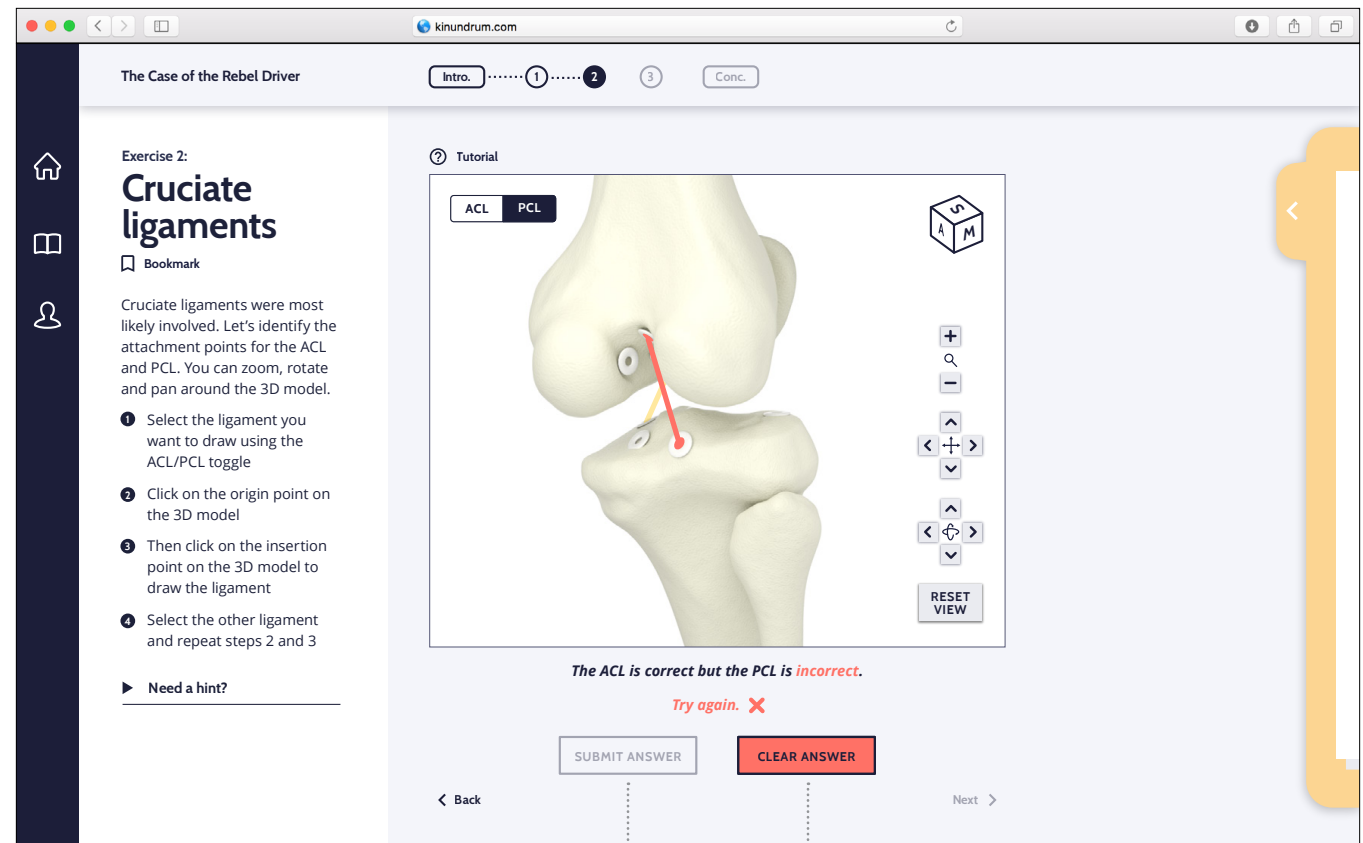 kinundrum.com
The Case of the Rebel Driver
Intro.
1
2
3
Conc.
Exercise 2:
Cruciate
ligaments
Bookmark
Cruciate ligaments were most
likely involved. Let’s identify the
attachment points for the ACL
and PCL. You can zoom, rotate
and pan around the 3D model.
1 Select the ligament you
want to draw using the
ACL/PCL toggle
2 Click on the origin point on
the 3D model
3 Then click on the insertion
point on the 3D model to
draw the ligament
4 Select the other ligament
and repeat steps 2 and 3
Need a hint?
Tutorial
ACL PCL
S
A M
RESET
VIEW
The ACL is correct but the PCL is incorrect.
Try again.
SUBMIT ANSWER
CLEAR ANSWER
Back
Next